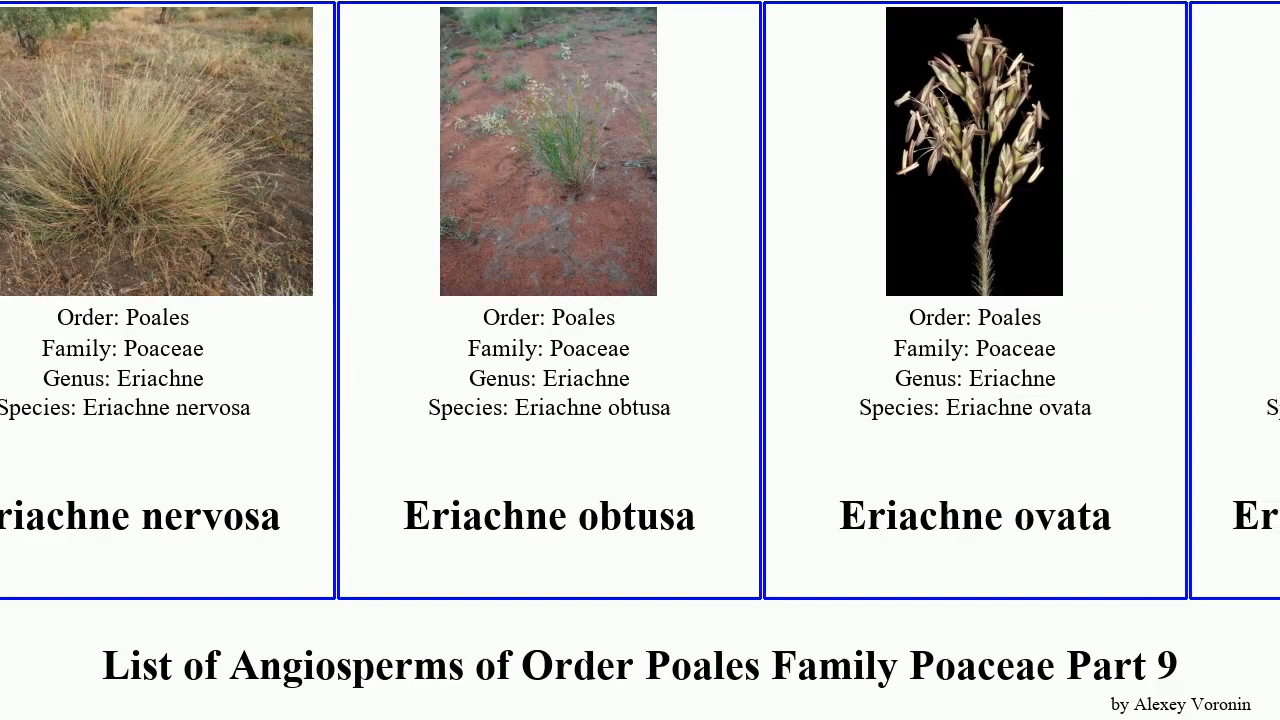 Order: Poales
Family: Poaceae
Genus: Eriachne
Species: Eriachne nervosa
riachne nervosa
Order: Poales
Family: Poaceae
Genus: Eriachne
Species: Eriachne obtusa
Eriachne obtusa
Order: Poales
Family: Poaceae
Genus: Eriachne
Species: Eriachne ovata
Eriachne ovata
Er
List of Angiosperms of Order Poales Family Poaceae Part 9
by Alexey Voronin